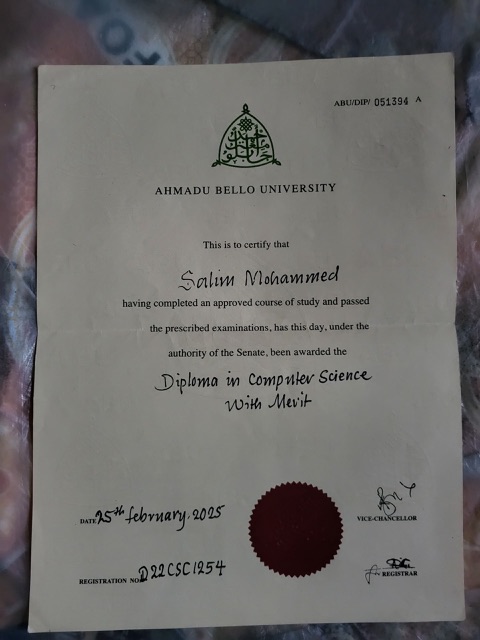 ABU/DIP/ 051394 A
AHMADU BELLO UNIVERSITY
This is to certify that
Salim Mohammed
having completed an approved course of study and passed
the prescribed examinations, has this day, under the
authority of the Senate, been awarded the
Diploma in Computer Science
With Merit
DATE 25th february, 2025
VICE-CHANCELLOR
REGISTRATION NO. D22CSC1254
REGISTRAR